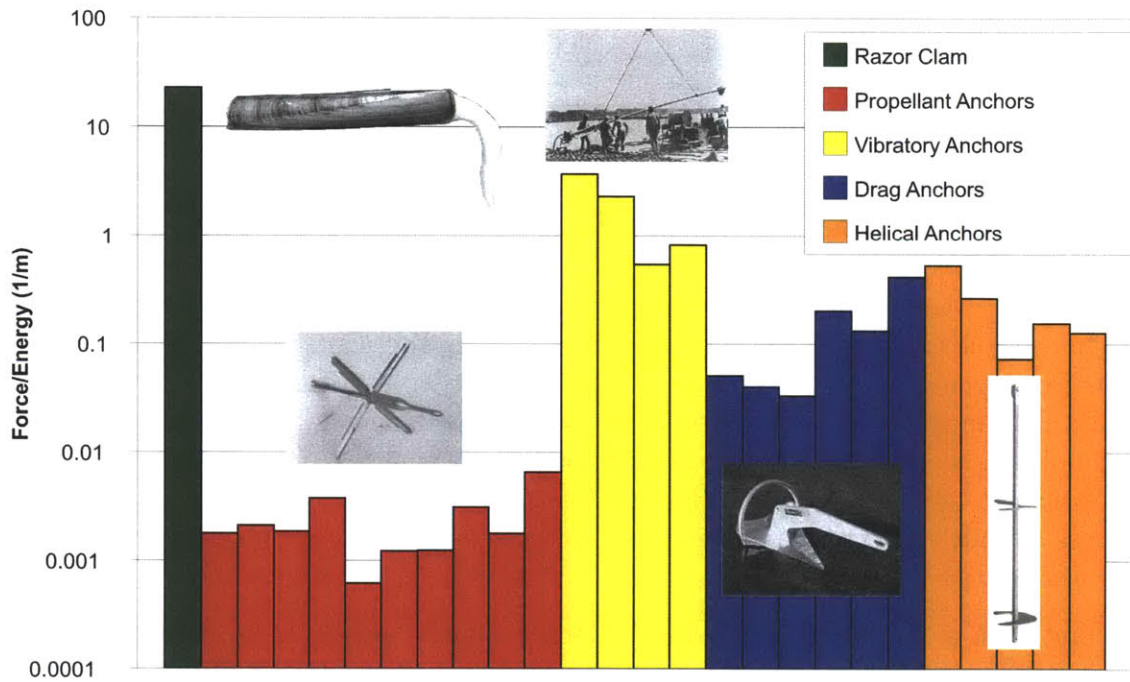 100
10
1
0.1
0.01
0.001
0.0001
Force/Energy (1/m)
Razor Clam
Propellant Anchors
Vibratory Anchors
Drag Anchors
Helical Anchors